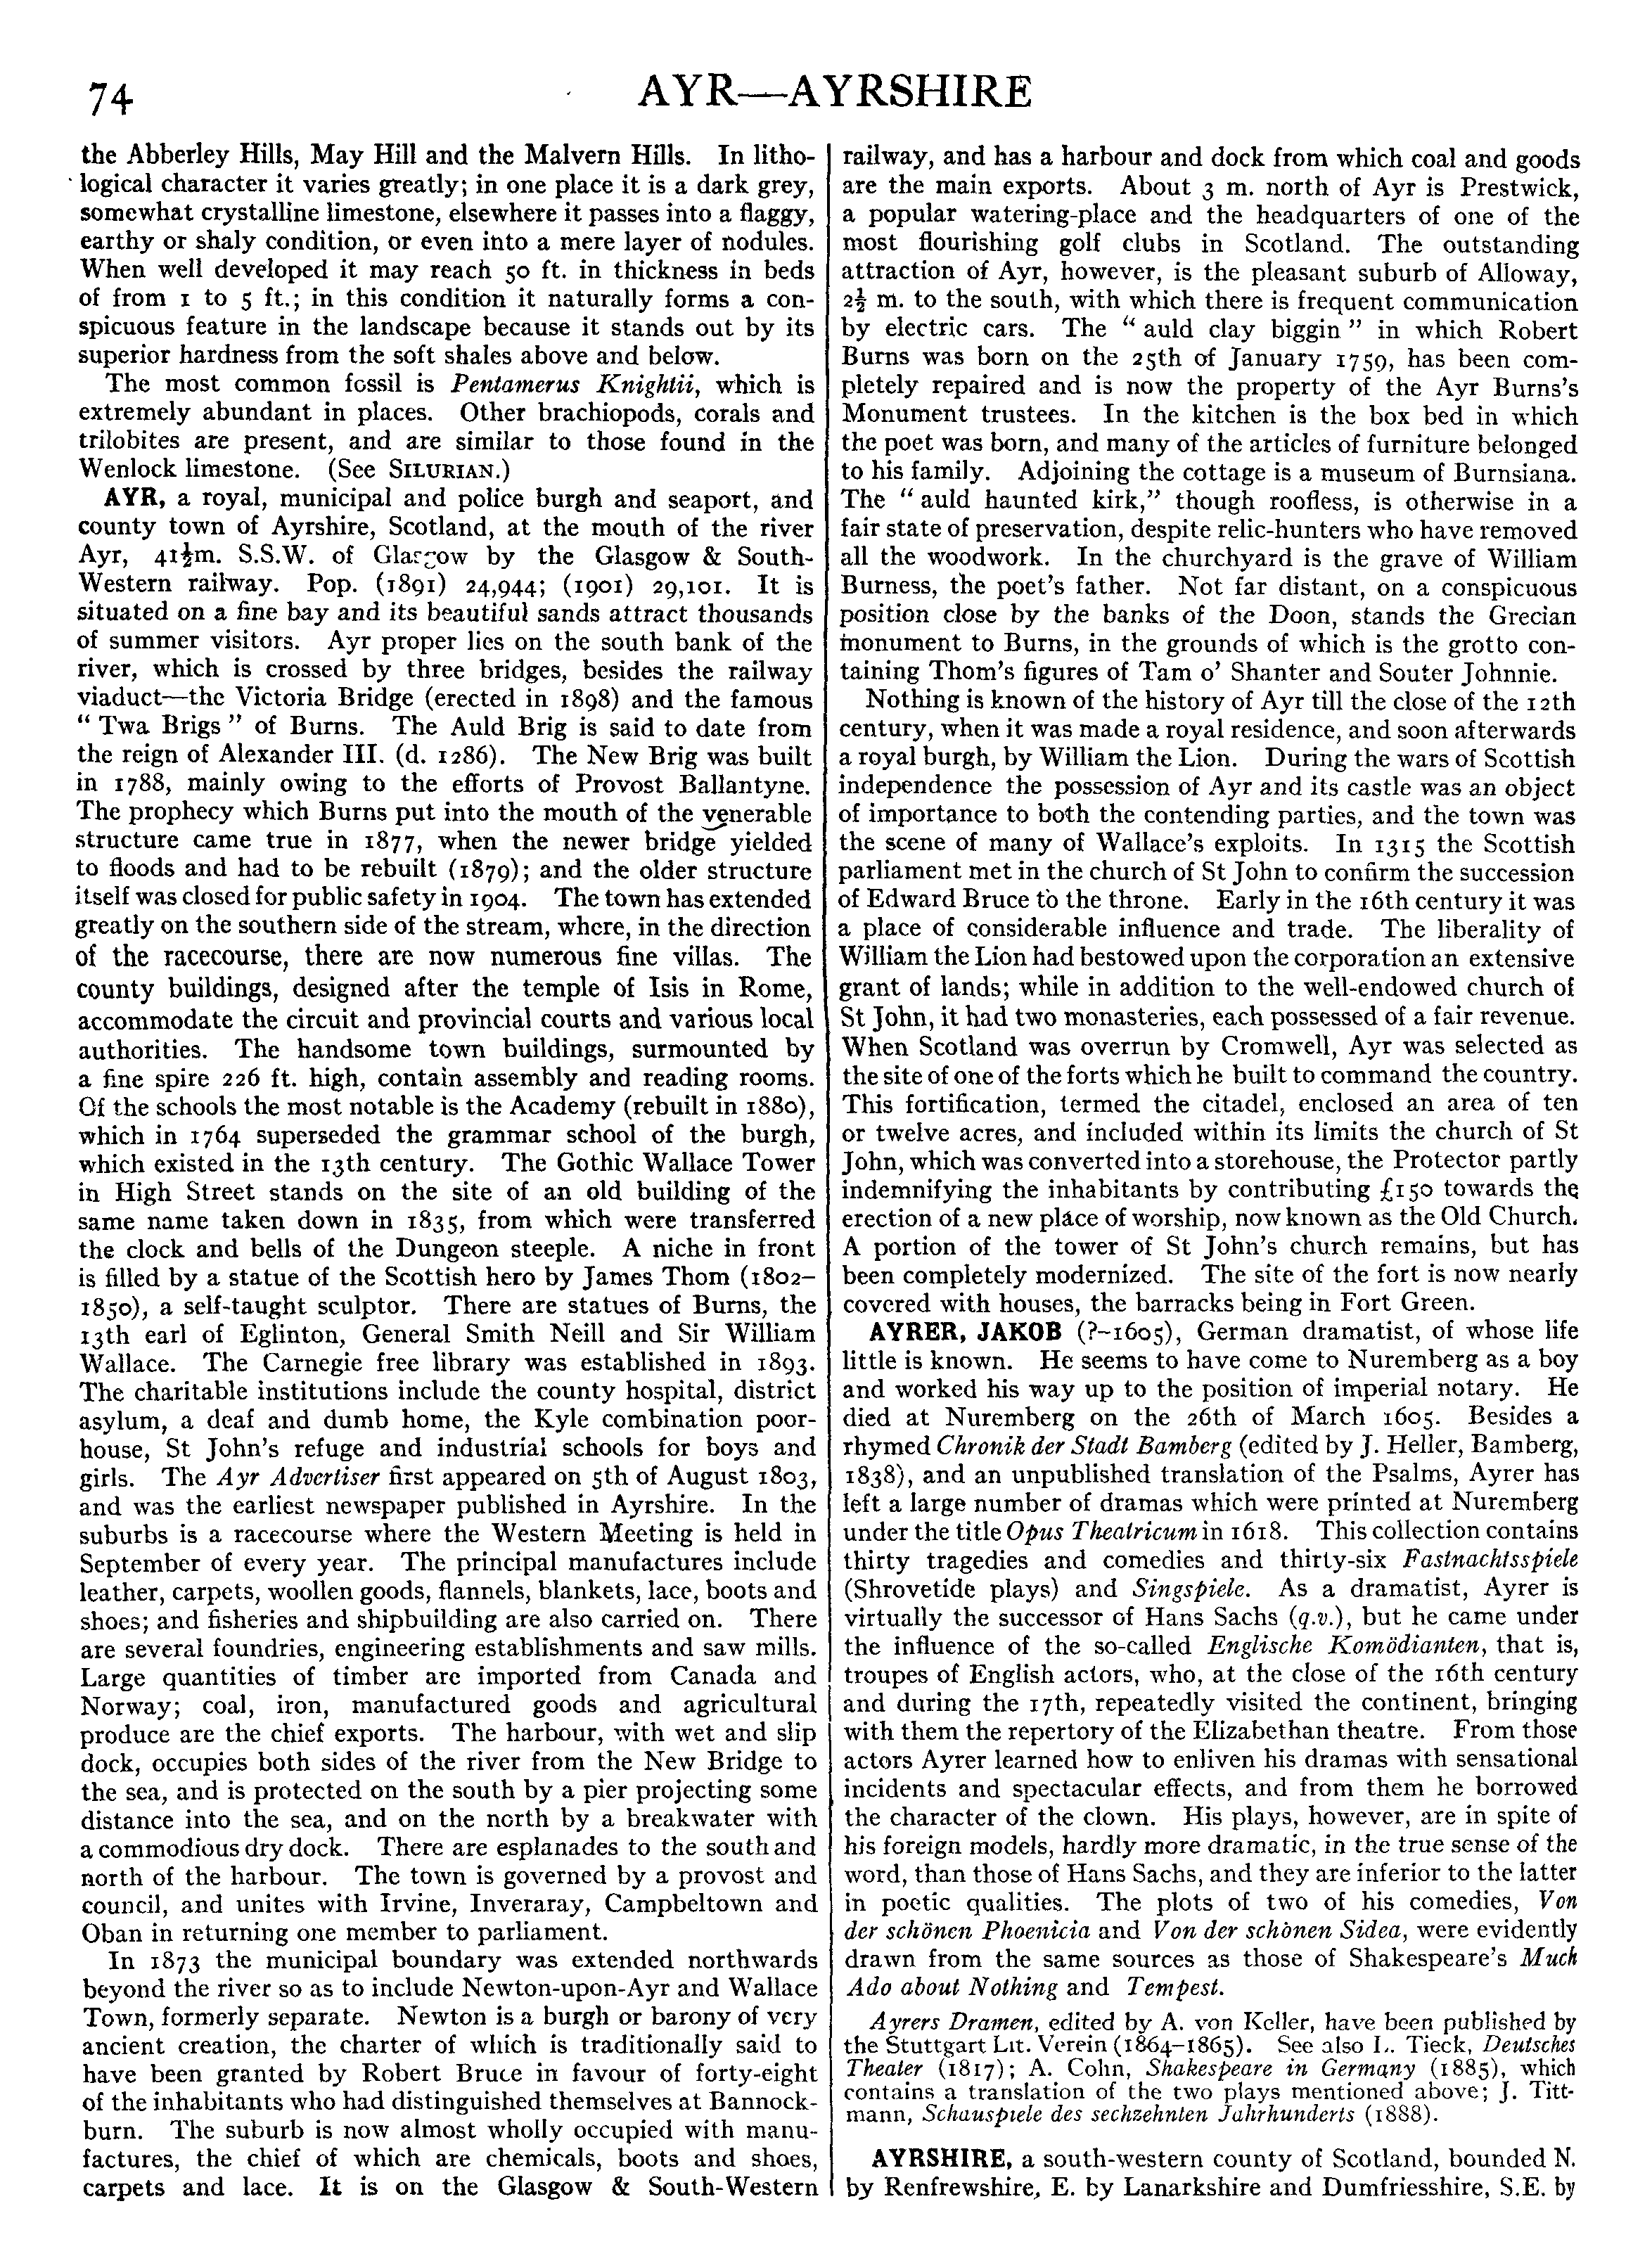 74
AYR—AYRSHIRE
the Abberley Hills, May Hill and the Malvern Hills. In litho-
logical character it varies greatly; in one place it is a dark grey,
somewhat crystalline limestone, elsewhere it passes into a flaggy,
earthy or shaly condition, or even into a mere layer of nodules.
When well developed it may reach 50 ft. in thickness in beds
of from 1 to 5 ft.; in this condition it naturally forms a con-
spicuous feature in the landscape because it stands out by its
superior hardness from the soft shales above and below.
The most common fossil is Pentamerus Knightii, which is
extremely abundant in places. Other brachiopods, corals and
trilobites are present, and are similar to those found in the
Wenlock limestone. (See SILURIAN.)
AYR, a royal, municipal and police burgh and seaport, and
county town of Ayrshire, Scotland, at the mouth of the river
Ayr, 41½m. S.S.W. of Glasgow by the Glasgow & South-
Western railway. Pop. (1891) 24,944; (1901) 29,101. It is
situated on a fine bay and its beautiful sands attract thousands
of summer visitors. Ayr proper lies on the south bank of the
river, which is crossed by three bridges, besides the railway
viaduct—the Victoria Bridge (erected in 1898) and the famous
" Twa Brigs " of Burns. The Auld Brig is said to date from
the reign of Alexander III. (d. 1286). The New Brig was built
in 1788, mainly owing to the efforts of Provost Ballantyne.
The prophecy which Burns put into the mouth of the venerable
structure came true in 1877, when the newer bridge yielded
to floods and had to be rebuilt (1879); and the older structure
itself was closed for public safety in 1904. The town has extended
greatly on the southern side of the stream, where, in the direction
of the racecourse, there are now numerous fine villas. The
county buildings, designed after the temple of Isis in Rome,
accommodate the circuit and provincial courts and various local
authorities. The handsome town buildings, surmounted by
a fine spire 226 ft. high, contain assembly and reading rooms.
Of the schools the most notable is the Academy (rebuilt in 1880),
which in 1764 superseded the grammar school of the burgh,
which existed in the 13th century. The Gothic Wallace Tower
in High Street stands on the site of an old building of the
same name taken down in 1835, from which were transferred
the clock and bells of the Dungeon steeple. A niche in front
is filled by a statue of the Scottish hero by James Thom (1802–
1850), a self-taught sculptor. There are statues of Burns, the
13th earl of Eglinton, General Smith Neill and Sir William
Wallace. The Carnegie free library was established in 1893.
The charitable institutions include the county hospital, district
asylum, a deaf and dumb home, the Kyle combination poor-
house, St John's refuge and industrial schools for boys and
girls. The Ayr Advertiser first appeared on 5th of August 1803,
and was the earliest newspaper published in Ayrshire. In the
suburbs is a racecourse where the Western Meeting is held in
September of every year. The principal manufactures include
leather, carpets, woollen goods, flannels, blankets, lace, boots and
shoes; and fisheries and shipbuilding are also carried on. There
are several foundries, engineering establishments and saw mills.
Large quantities of timber are imported from Canada and
Norway; coal, iron, manufactured goods and agricultural
produce are the chief exports. The harbour, with wet and slip
dock, occupies both sides of the river from the New Bridge to
the sea, and is protected on the south by a pier projecting some
distance into the sea, and on the north by a breakwater with
a commodious dry dock. There are esplanades to the south and
north of the harbour. The town is governed by a provost and
council, and unites with Irvine, Inveraray, Campbeltown and
Oban in returning one member to parliament.
In 1873 the municipal boundary was extended northwards
beyond the river so as to include Newton-upon-Ayr and Wallace
Town, formerly separate. Newton is a burgh or barony of very
ancient creation, the charter of which is traditionally said to
have been granted by Robert Bruce in favour of forty-eight
of the inhabitants who had distinguished themselves at Bannock-
burn. The suburb is now almost wholly occupied with manu-
factures, the chief of which are chemicals, boots and shoes,
carpets and lace. It is on the Glasgow & South-Western
railway, and has a harbour and dock from which coal and goods
are the main exports. About 3 m. north of Ayr is Prestwick,
a popular watering-place and the headquarters of one of the
most flourishing golf clubs in Scotland. The outstanding
attraction of Ayr, however, is the pleasant suburb of Alloway,
2½ m. to the south, with which there is frequent communication
by electric cars. The " auld clay biggin " in which Robert
Burns was born on the 25th of January 1759, has been com-
pletely repaired and is now the property of the Ayr Burns's
Monument trustees. In the kitchen is the box bed in which
the poet was born, and many of the articles of furniture belonged
to his family. Adjoining the cottage is a museum of Burnsiana.
The " auld haunted kirk," though roofless, is otherwise in a
fair state of preservation, despite relic-hunters who have removed
all the woodwork. In the churchyard is the grave of William
Burness, the poet's father. Not far distant, on a conspicuous
position close by the banks of the Doon, stands the Grecian
monument to Burns, in the grounds of which is the grotto con-
taining Thom's figures of Tam o' Shanter and Souter Johnnie.
Nothing is known of the history of Ayr till the close of the 12th
century, when it was made a royal residence, and soon afterwards
a royal burgh, by William the Lion. During the wars of Scottish
independence the possession of Ayr and its castle was an object
of importance to both the contending parties, and the town was
the scene of many of Wallace's exploits. In 1315 the Scottish
parliament met in the church of St John to confirm the succession
of Edward Bruce to the throne. Early in the 16th century it was
a place of considerable influence and trade. The liberality of
William the Lion had bestowed upon the corporation an extensive
grant of lands; while in addition to the well-endowed church of
St John, it had two monasteries, each possessed of a fair revenue.
When Scotland was overrun by Cromwell, Ayr was selected as
the site of one of the forts which he built to command the country.
This fortification, termed the citadel, enclosed an area of ten
or twelve acres, and included within its limits the church of St
John, which was converted into a storehouse, the Protector partly
indemnifying the inhabitants by contributing £150 towards the
erection of a new place of worship, now known as the Old Church.
A portion of the tower of St John's church remains, but has
been completely modernized. The site of the fort is now nearly
covered with houses, the barracks being in Fort Green.
AYRER, JAKOB (?–1605), German dramatist, of whose life
little is known. He seems to have come to Nuremberg as a boy
and worked his way up to the position of imperial notary. He
died at Nuremberg on the 26th of March 1605. Besides a
rhymed Chronik der Stadt Bamberg (edited by J. Heller, Bamberg,
1838), and an unpublished translation of the Psalms, Ayrer has
left a large number of dramas which were printed at Nuremberg
under the title Opus Theatricum in 1618. This collection contains
thirty tragedies and comedies and thirty-six Fastnachtsspiele
(Shrovetide plays) and Singspiele. As a dramatist, Ayrer is
virtually the successor of Hans Sachs (q.v.), but he came under
the influence of the so-called Englische Komödianten, that is,
troupes of English actors, who, at the close of the 16th century
and during the 17th, repeatedly visited the continent, bringing
with them the repertory of the Elizabethan theatre. From those
actors Ayrer learned how to enliven his dramas with sensational
incidents and spectacular effects, and from them he borrowed
the character of the clown. His plays, however, are in spite of
his foreign models, hardly more dramatic, in the true sense of the
word, than those of Hans Sachs, and they are inferior to the latter
in poetic qualities. The plots of two of his comedies, Von
der schönen Phoenicia and Von der schönen Sidea, were evidently
drawn from the same sources as those of Shakespeare's Much
Ado about Nothing and Tempest.
Ayrers Dramen, edited by A. von Keller, have been published by
the Stuttgart Lit. Verein (1864–1865). See also L. Tieck, Deutsches
Theater (1817); A. Cohn, Shakespeare in Germany (1885), which
contains a translation of the two plays mentioned above; J. Titt-
mann, Schauspiele des sechzehnten Jahrhunderts (1888).
AYRSHIRE, a south-western county of Scotland, bounded N.
by Renfrewshire, E. by Lanarkshire and Dumfriesshire, S.E. by